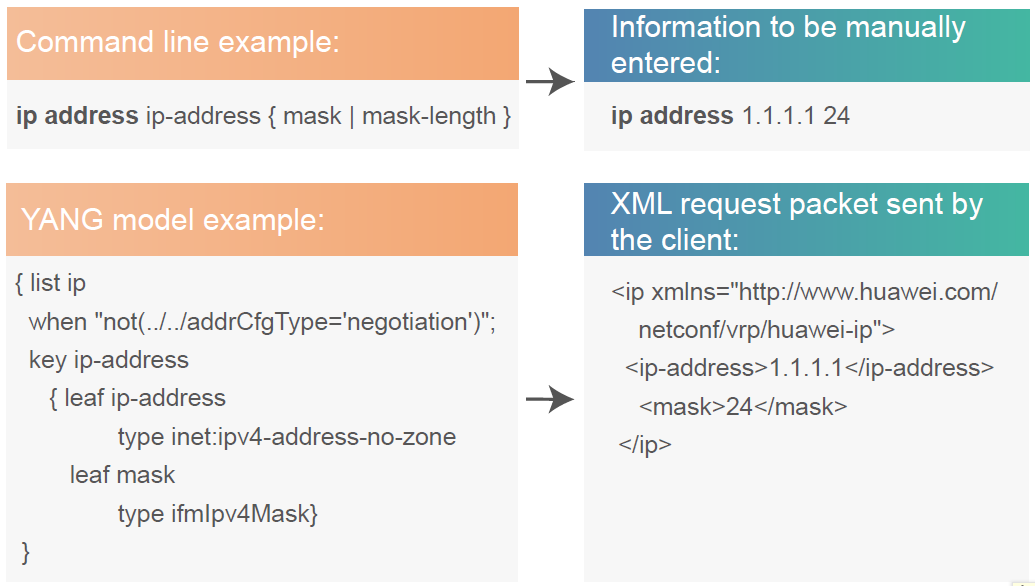 Command line example:
ip address ip-address { mask | mask-length }
Information to be manually
entered:
ip address 1.1.1.1 24
YANG model example:
{ list ip
when "not(../../addrCfgType='negotiation')";
key ip-address
{ leaf ip-address
type inet:ipv4-address-no-zone
leaf mask
type ifmIpv4Mask}
}
XML request packet sent by
the client:
<ip xmlns="http://www.huawei.com/
netconf/vrp/huawei-ip">
<ip-address>1.1.1.1</ip-address>
<mask>24</mask>
</ip>